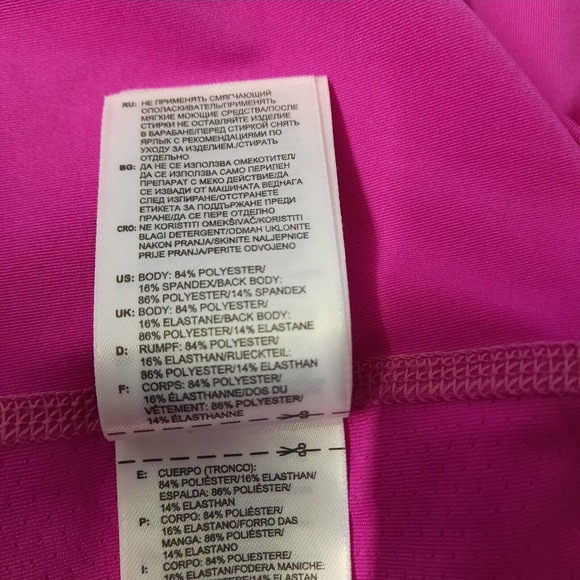 RU: НЕ ПРИМЕНЯТЬ СМЯГЧАЮЩИЙ
ОПОЛАСКИВАТЕЛЬ/ПРИМЕНЯТЬ
МЯГКИЕ МОЮЩИЕ СРЕДСТВА/ПОСЛЕ
СТИРКИ НЕ ОСТАВЛЯЙТЕ ИЗДЕЛИЕ
В БАРАБАНЕ/ПЕРЕД СТИРКОЙ СНЯТЬ
ЯРЛЫК С РЕКОМЕНДАЦИЯМИ ПО
УХОДУ ЗА ИЗДЕЛИЕМ./СТИРАТЬ
ОТДЕЛЬНО
BG: ДА НЕ СЕ ИЗПОЛЗВА ОМЕКОТИТЕЛ/
ДА СЕ ИЗПОЛЗВА САМО ПЕРИЛЕН
ПРЕПАРАТ С МЕКО ДЕЙСТВИЕ/ДА
СЕ ИЗВАДИ ОТ МАШИНАТА ВЕДНАГА
СЛЕД ИЗПИРАНЕ/ОТСТРАНЕТЕ
ЕТИКЕТА ЗА ПОДДЪРЖАНЕ ПРЕДИ
ПРАНЕ/ДА СЕ ПЕРЕ ОТДЕЛНО
CRO: NE KORISTITI OMEKŠIVAČ/KORISTITI
BLAGI DETERGENT/ODMAH UKLONITE
NAKON PRANJA/SKINITE NALJEPNICE
PRIJE PRANJA/PERITE ODVOJENO
US: BODY: 84% POLYESTER/
16% SPANDEX/BACK BODY:
86% POLYESTER/14% SPANDEX
UK: BODY: 84% POLYESTER/
16% ELASTANE/BACK BODY:
86% POLYESTER/14% ELASTANE
D: RUMPF: 84% POLYESTER/
16% ELASTHAN/RUECKTEIL:
86% POLYESTER/14% ELASTHAN
F: CORPS: 84% POLYESTER/
16% ÉLASTHANNE/DOS DU
VÊTEMENT: 86% POLYESTER/
14% ÉLASTHANNE
E: CUERPO (TRONCO):
84% POLIÉSTER/16% ELASTHAN/
ESPALDA: 86% POLIÉSTER/
14% ELASTHAN
P: CORPO: 84% POLIÉSTER/
16% ELASTANO/FORRO DAS
MANGA: 86% POLIÉSTER/
14% ELASTANO
I: CORPO: 84% POLIESTERE/
16% ELASTAN/FODERA MANICHE: